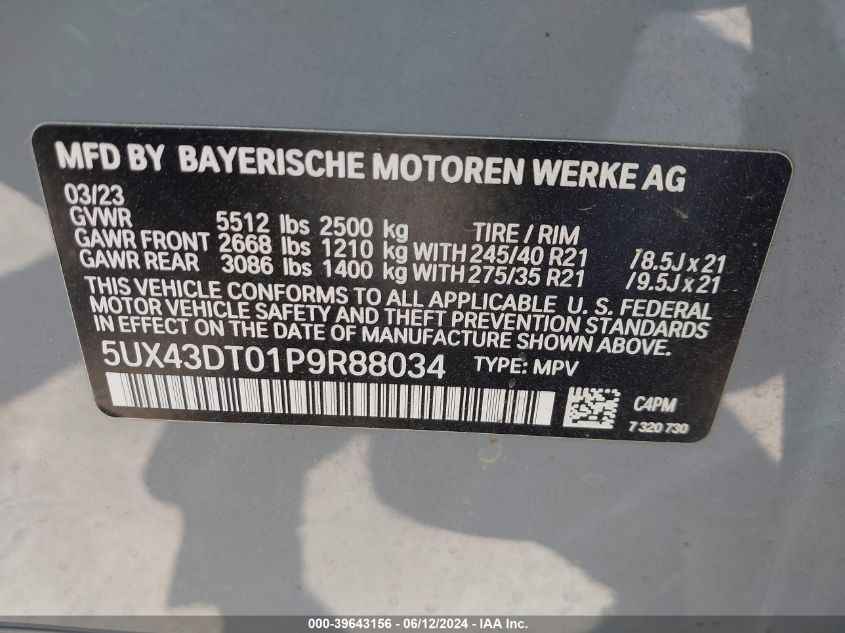 MFD BY BAYERISCHE MOTOREN WERKE AG
03/23
GVWR 5512 lbs 2500 kg TIRE / RIM
GAWR FRONT 2668 lbs 1210 kg WITH 245/40 R21 /8.5J x 21
GAWR REAR 3086 lbs 1400 kg WITH 275/35 R21 /9.5J x 21
THIS VEHICLE CONFORMS TO ALL APPLICABLE U. S. FEDERAL
MOTOR VEHICLE SAFETY AND THEFT PREVENTION STANDARDS
IN EFFECT ON THE DATE OF MANUFACTURE SHOWN ABOVE.
5UX43DT01P9R88034 TYPE: MPV
C4PM
7 320 730
000-39643156 - 06/12/2024 - IAA Inc.